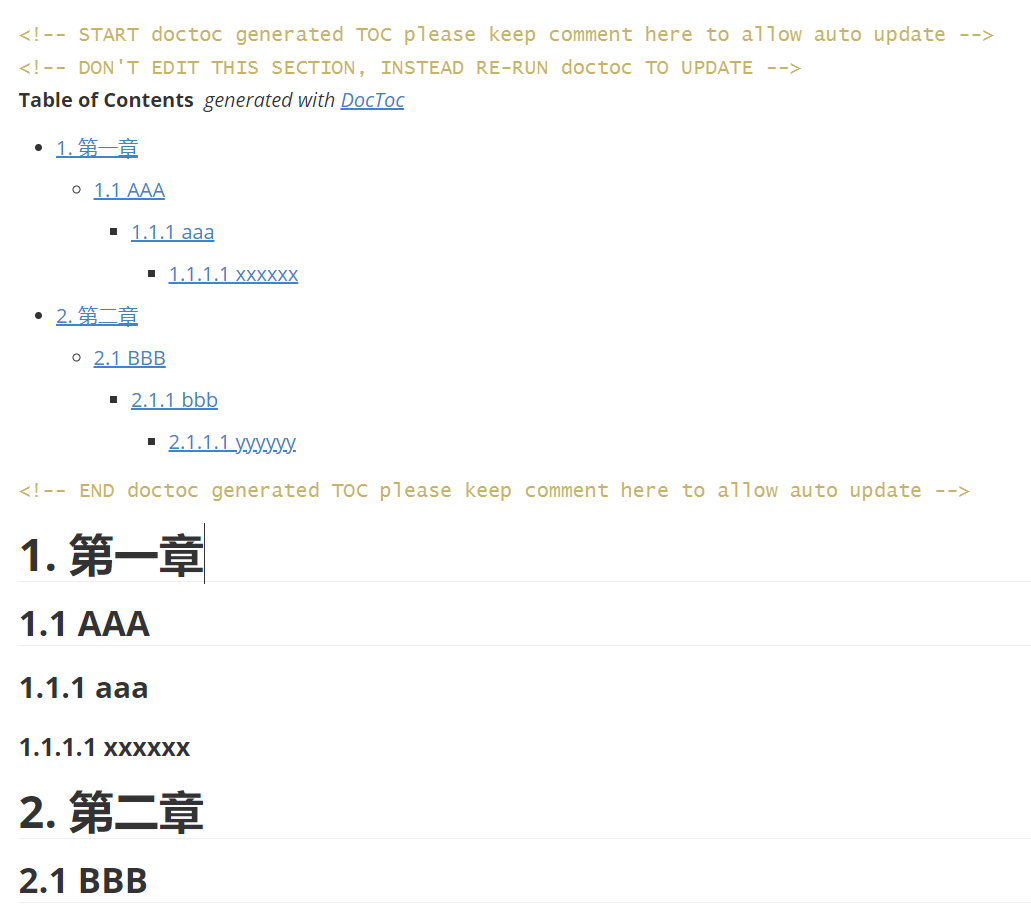 <!-- START doctoc generated TOC please keep comment here to allow auto update -->
<!-- DON'T EDIT THIS SECTION, INSTEAD RE-RUN doctoc TO UPDATE -->
Table of Contents generated with DocToc
1. 第一章
1.1 AAA
1.1.1 aaa
1.1.1.1 xxxxxx
2. 第二章
2.1 BBB
2.1.1 bbb
2.1.1.1 yyyyyy
<!-- END doctoc generated TOC please keep comment here to allow auto update -->
1. 第一章
1.1 AAA
1.1.1 aaa
1.1.1.1 xxxxxx
2. 第二章
2.1 BBB